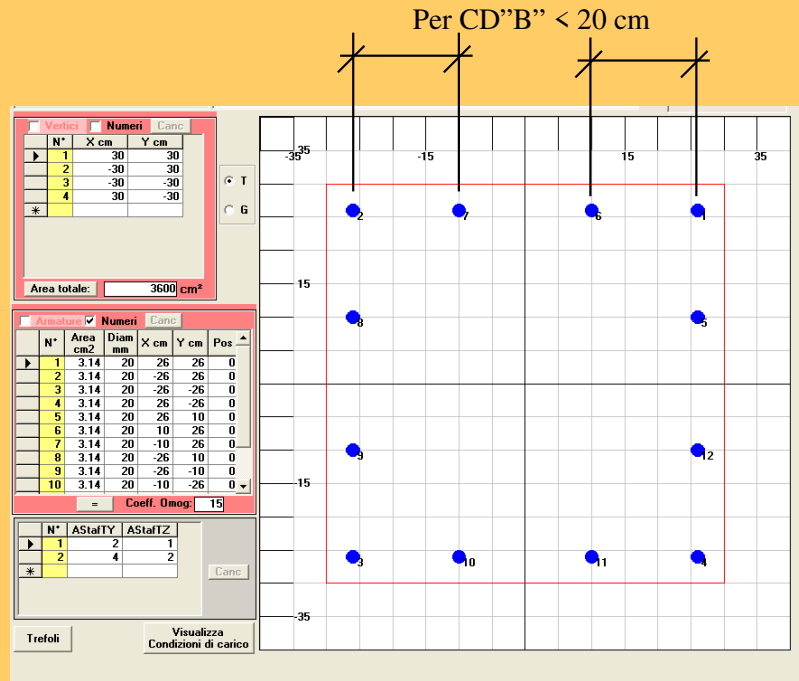 Per CD”B” < 20 cm
Vertici Numeri Canc
N° X cm Y cm
1 30 30
2 -30 30
3 -30 -30
4 30 -30
Area totale: 3600 cm²
T
G
Armature Numeri Canc
N° Area cm2 Diam mm X cm Y cm Pos
1 3.14 20 26 26 0
2 3.14 20 -26 26 0
3 3.14 20 -26 -26 0
4 3.14 20 26 -26 0
5 3.14 20 26 10 0
6 3.14 20 10 26 0
7 3.14 20 -10 26 0
8 3.14 20 -26 10 0
9 3.14 20 -26 -10 0
10 3.14 20 -10 -26 0
= Coeff. Omog: 15
N° AStafTY AStafTZ
1 2 1
2 4 2
Canc
Trefoli
Visualizza
Condizioni di carico
-35 35 -15 15 35
2 7 6 1
15
8 5
9 12
-15
3 10 11 4
-35